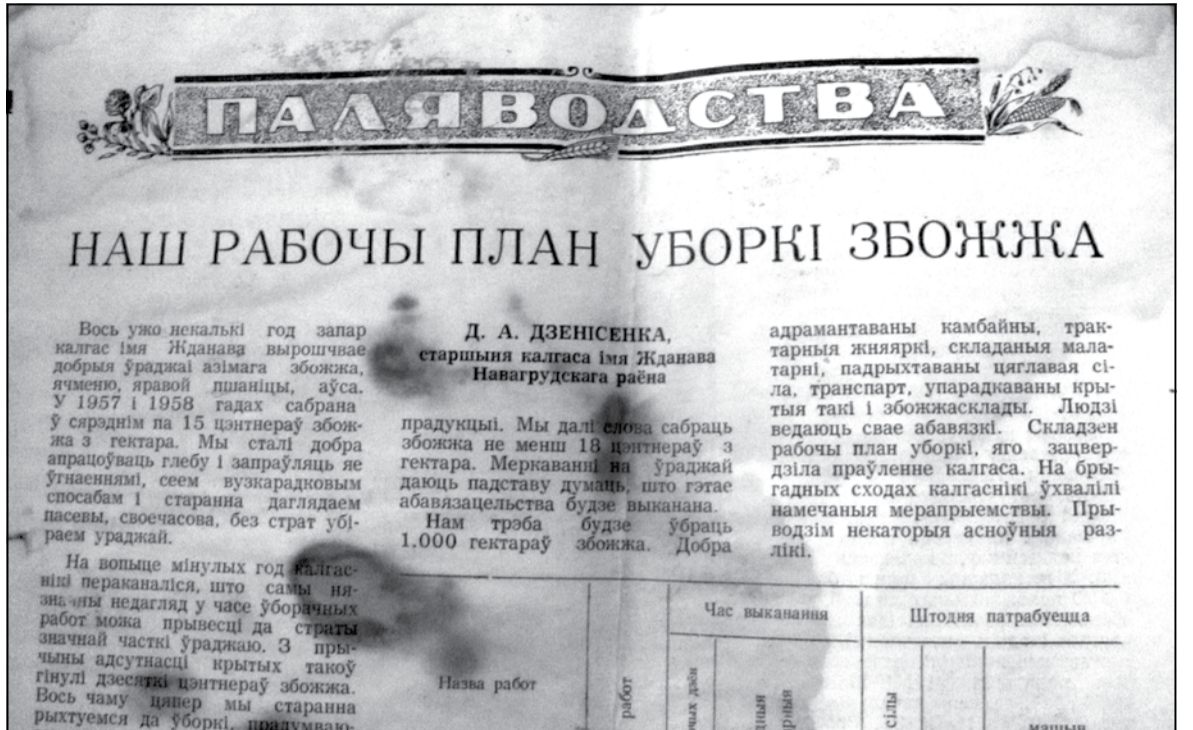 ПАЛЯВОДСТВА
НАШ РАБОЧЫ ПЛАН УБОРКІ ЗБОЖЖА
Вось ужо некалькі год запар
калгас імя Жданава вырошчвае
добрыя ўраджаі азімага збожжа,
ячменю, яравой пшаніцы, аўса.
У 1957 і 1958 гадах сабрана
ў сярэднім па 15 цэнтнераў збож-
жа з гектара. Мы сталі добра
апрацоўваць глебу і запраўляць яе
ўгнаеннямі, сеем вузкарадковым
спосабам і старанна даглядаем
пасевы, своечасова, без страт убі-
раем ураджай.
На вопыце мінулых год калгас-
нікі пераканаліся, што самы ня-
значны недагляд у часе ўборачных
работ можа прывесці да страты
значнай часткі ўраджаю. З пры-
чыны адсутнасці крытых такоў
гінулі дзесяткі цэнтнераў збожжа.
Вось чаму цяпер мы старанна
рыхтуемся да ўборкі, прадумваю-
Д. А. ДЗЕНІСЕНКА,
старшыня калгаса імя Жданава
Навагрудскага раёна
прадукцыі. Мы далі слова сабраць
збожжа не менш 18 цэнтнераў з
гектара. Меркаванні на ўраджай
даюць падставу думаць, што гэтае
абавязацельства будзе выканана.
Нам трэба будзе ўбраць
1.000 гектараў збожжа. Добра
адрамантаваны камбайны, трак-
тарныя жняяркі, складаныя мала-
тарні, падрыхтаваны цяглавая сі-
ла, транспарт, упарадкаваны кры-
тыя такі і збожжасклады. Людзі
ведаюць свае абавязкі. Складзен
рабочы план уборкі, яго зацвер-
дзіла праўленне калгаса. На бры-
гадных сходах калгаснікі ўхвалілі
намечаныя мерапрыемствы. Пры-
водзім некаторыя асноўныя раз-
лікі.
Назва работ
работ
Час выканання
дзён
Штодня патрабуецца
сілы
машын